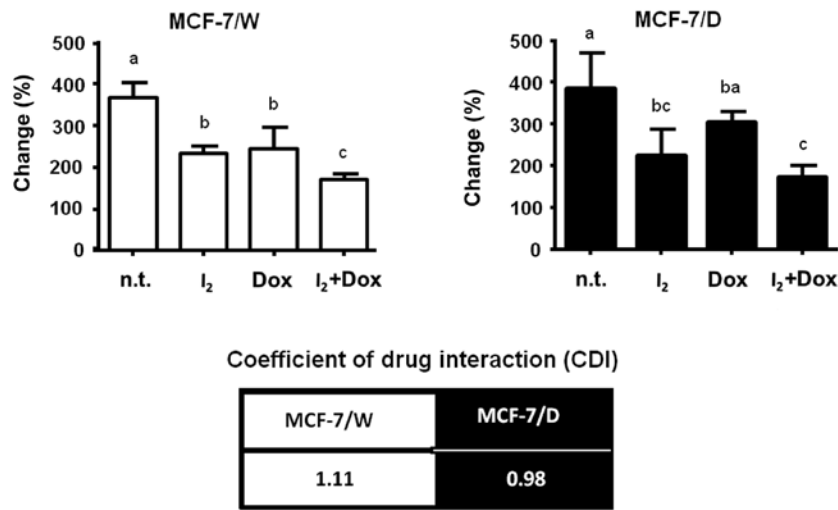 MCF-7/W
Change (%)
500
400
300
200
100
0
a
b
b
c
n.t.
I₂
Dox
I₂+Dox
MCF-7/D
Change (%)
500
400
300
200
100
0
a
bc
ba
c
n.t.
I₂
Dox
I₂+Dox
Coefficient of drug interaction (CDI)
MCF-7/W MCF-7/D
1.11 0.98